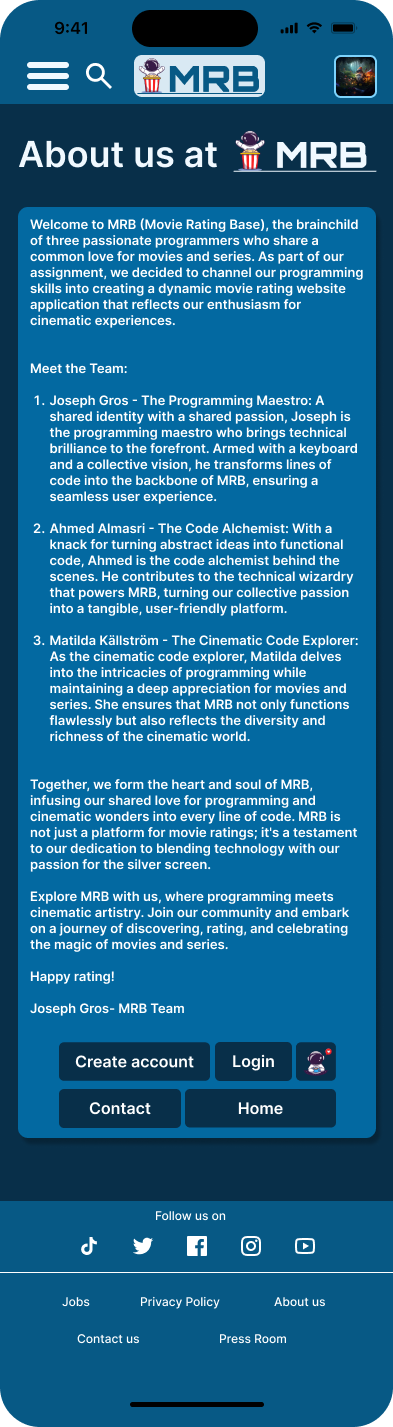 9:41
MRB
About us at MRB
Welcome to MRB (Movie Rating Base), the brainchild
of three passionate programmers who share a
common love for movies and series. As part of our
assignment, we decided to channel our programming
skills into creating a dynamic movie rating website
application that reflects our enthusiasm for
cinematic experiences.
Meet the Team:
1. Joseph Gros - The Programming Maestro: A
shared identity with a shared passion, Joseph is
the programming maestro who brings technical
brilliance to the forefront. Armed with a keyboard
and a collective vision, he transforms lines of
code into the backbone of MRB, ensuring a
seamless user experience.
2. Ahmed Almasri - The Code Alchemist: With a
knack for turning abstract ideas into functional
code, Ahmed is the code alchemist behind the
scenes. He contributes to the technical wizardry
that powers MRB, turning our collective passion
into a tangible, user-friendly platform.
3. Matilda Källström - The Cinematic Code Explorer:
As the cinematic code explorer, Matilda delves
into the intricacies of programming while
maintaining a deep appreciation for movies and
series. She ensures that MRB not only functions
flawlessly but also reflects the diversity and
richness of the cinematic world.
Together, we form the heart and soul of MRB,
infusing our shared love for programming and
cinematic wonders into every line of code. MRB is
not just a platform for movie ratings; it's a testament
to our dedication to blending technology with our
passion for the silver screen.
Explore MRB with us, where programming meets
cinematic artistry. Join our community and embark
on a journey of discovering, rating, and celebrating
the magic of movies and series.
Happy rating!
Joseph Gros- MRB Team
Create account Login
Contact Home
Follow us on
Jobs Privacy Policy About us
Contact us Press Room